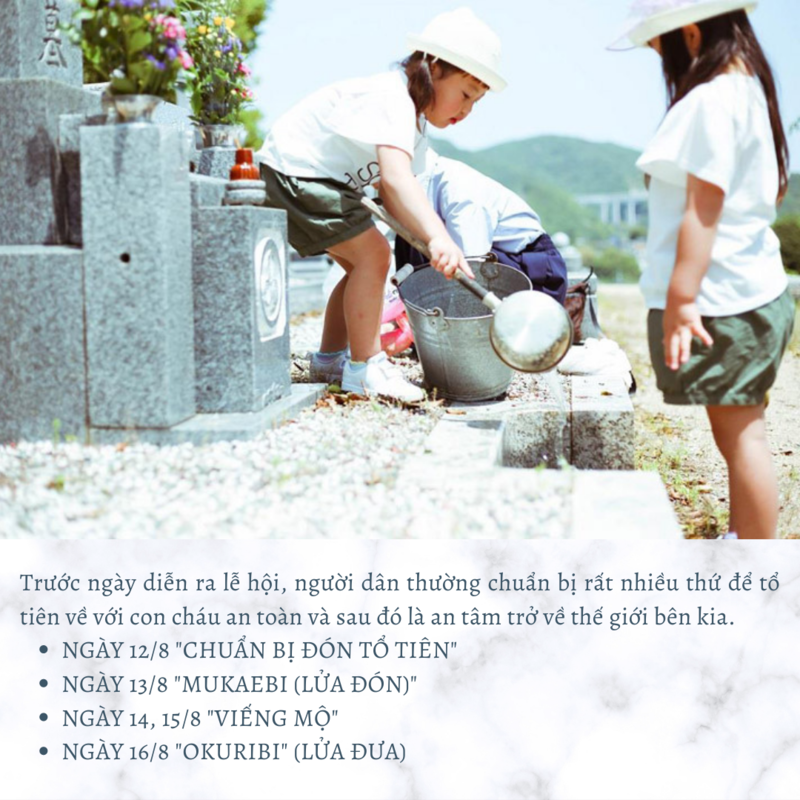 墓
Trước ngày diễn ra lễ hội, người dân thường chuẩn bị rất nhiều thứ để tổ
tiên về với con cháu an toàn và sau đó là an tâm trở về thế giới bên kia.
• NGÀY 12/8 "CHUẨN BỊ ĐÓN TỔ TIÊN"
• NGÀY 13/8 "MUKAEBI (LỬA ĐÓN)"
• NGÀY 14, 15/8 "VIẾNG MỘ"
• NGÀY 16/8 "OKURIBI" (LỬA ĐƯA)